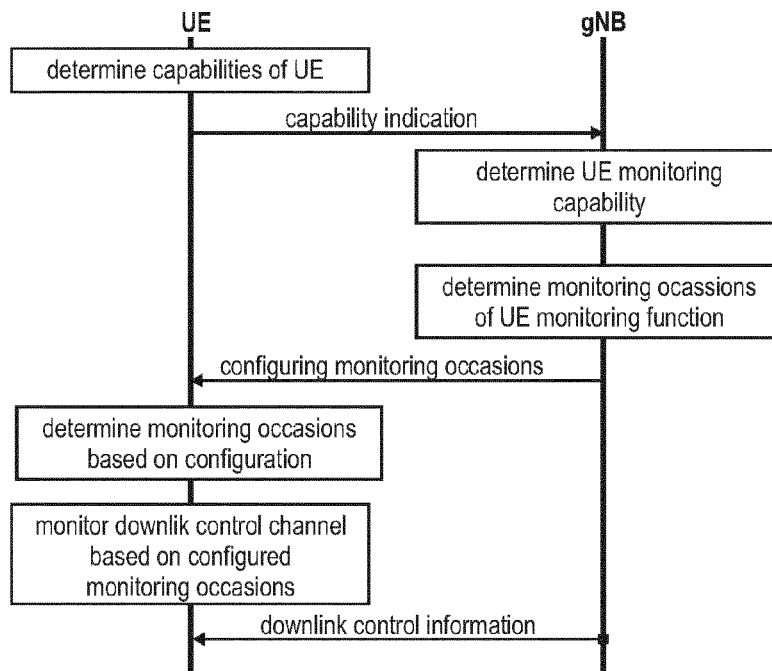 UE
gNB
determine capabilities of UE
capability indication
determine UE monitoring
capability
determine monitoring ocassions
of UE monitoring function
configuring monitoring occasions
determine monitoring occasions
based on configuration
monitor downlik control channel
based on configured
monitoring occasions
downlink control information